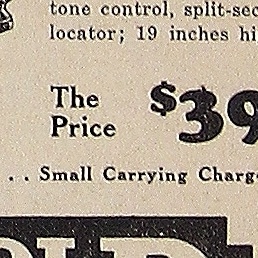 tone control, split-sec
locator; 19 inches hi
The
Price
$39
. . Small Carrying Charg